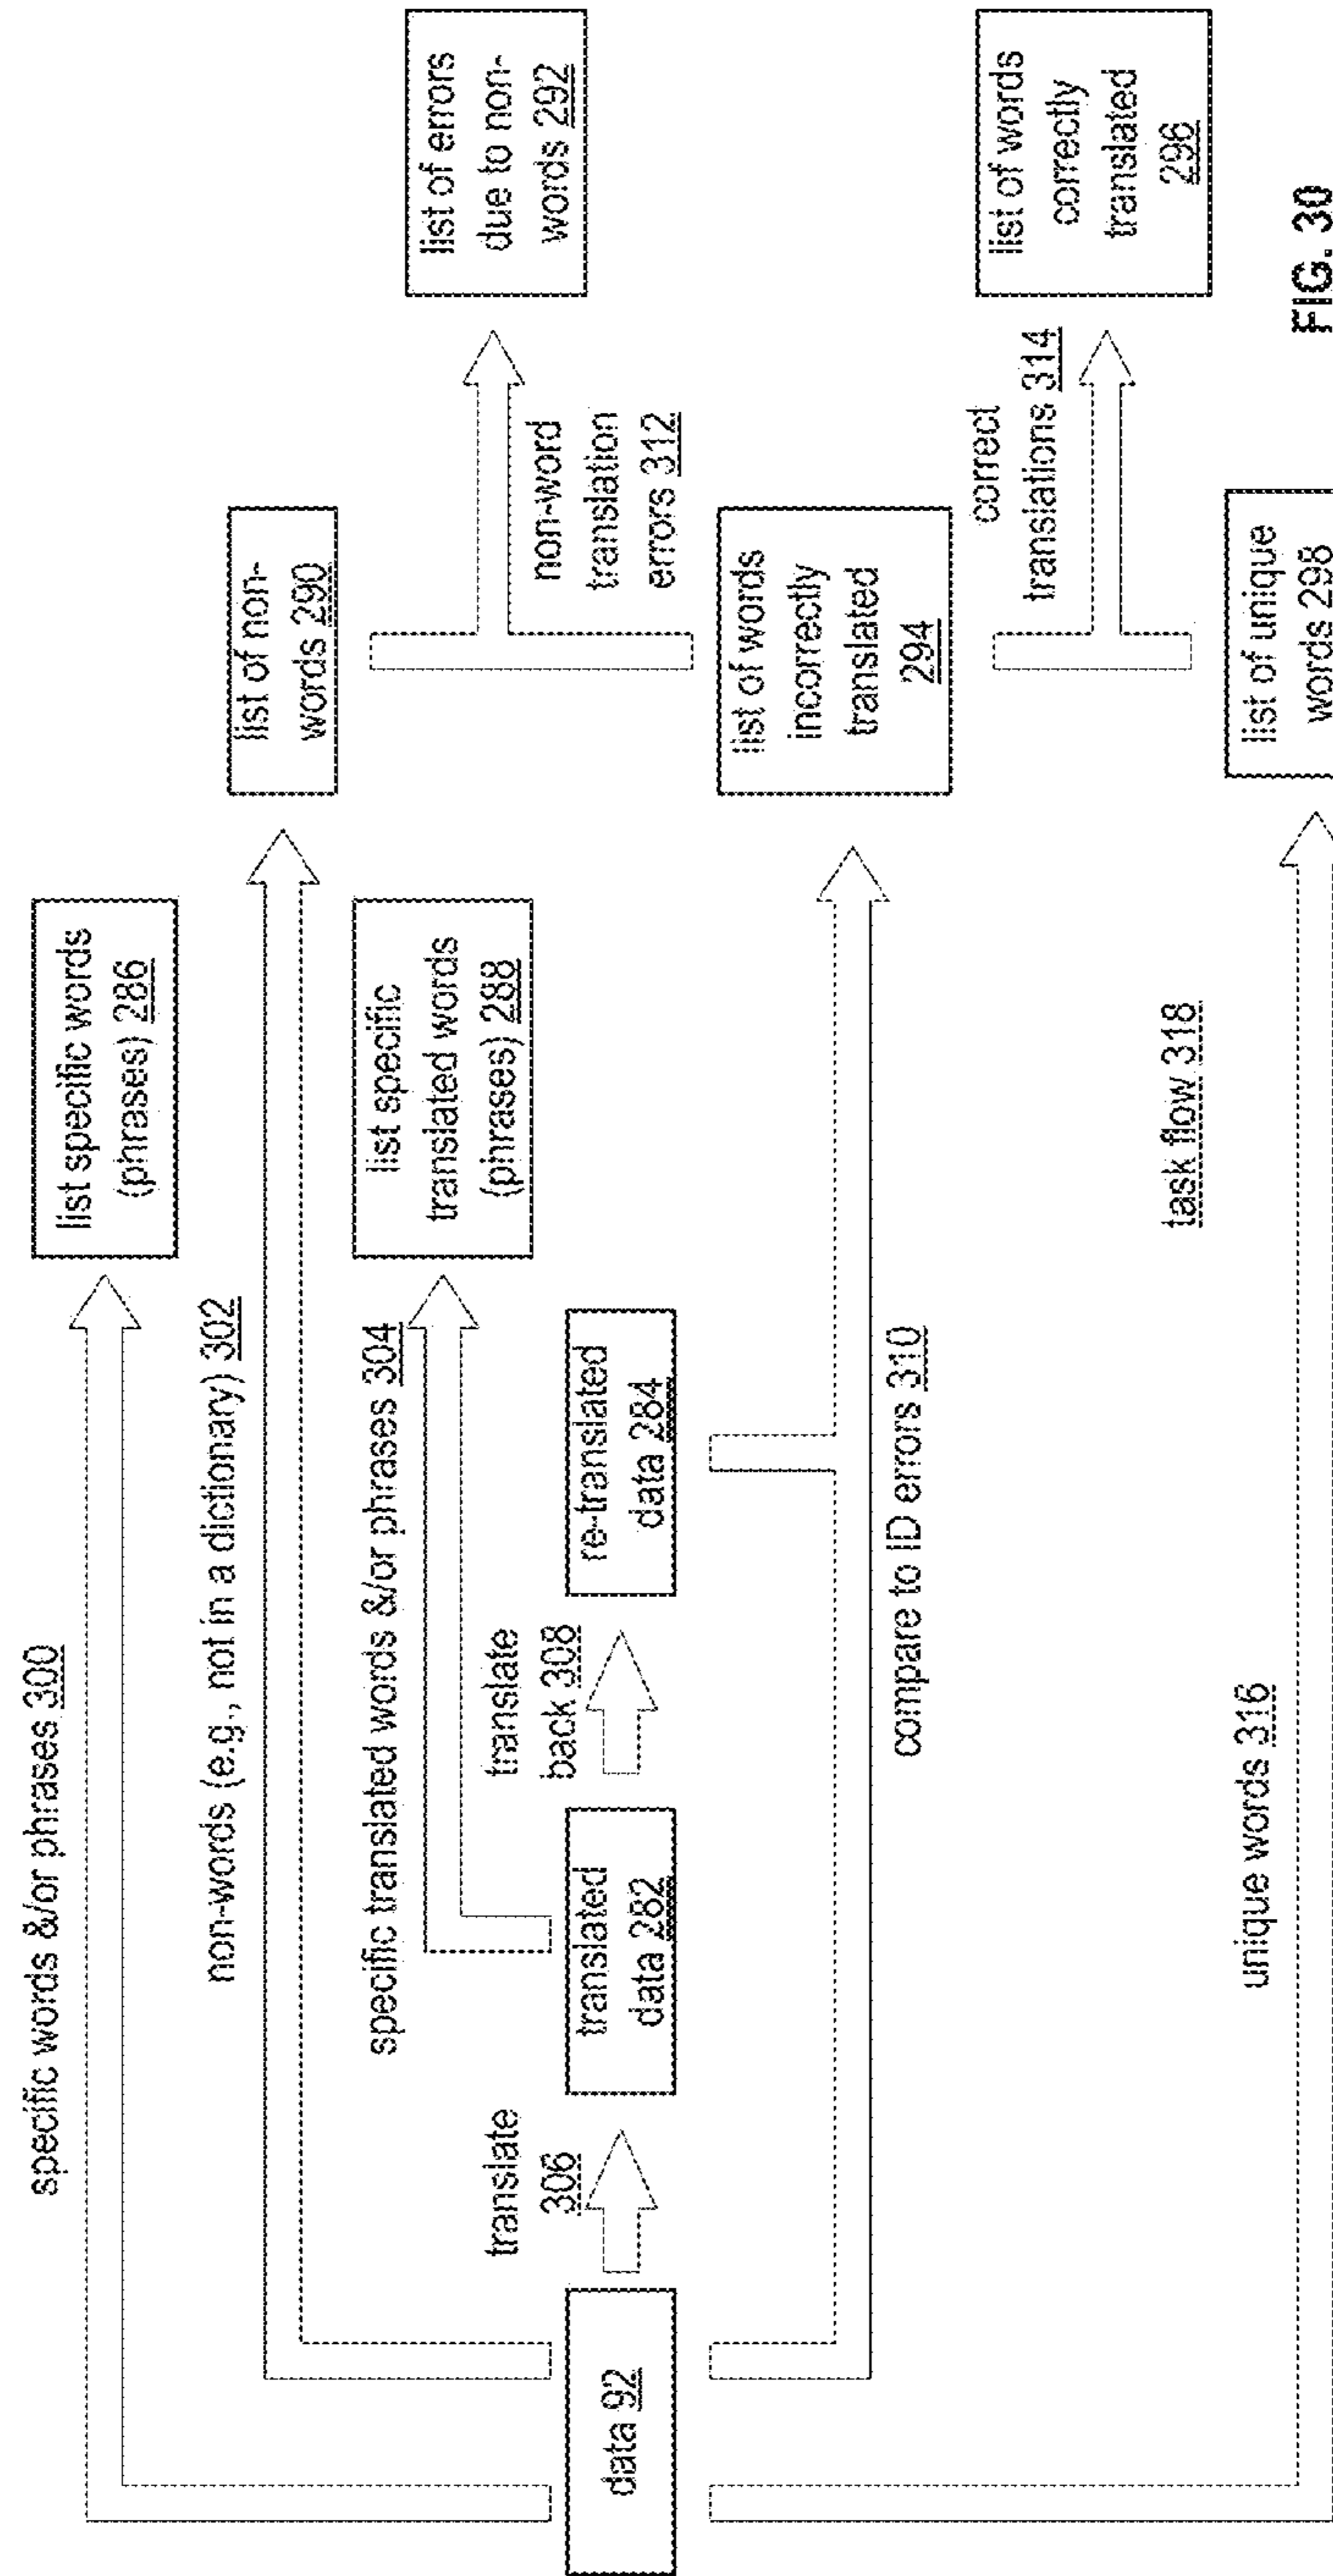 specific words &/or phrases 300
list specific words
(phrases) 286
non-words (e.g., not in a dictionary) 302
list of non-
words 290
specific translated words &/or phrases 304
list specific
translated words
(phrases) 288
list of errors
due to non-
words 292
non-word
translation
errors 312
data 92
translate
306
translated
data 282
translate
back 308
re-translated
data 284
compare to ID errors 310
list of words
incorrectly
translated
294
correct
translations 314
list of words
correctly
translated
296
task flow 318
unique words 316
list of unique
words 298
FIG. 30